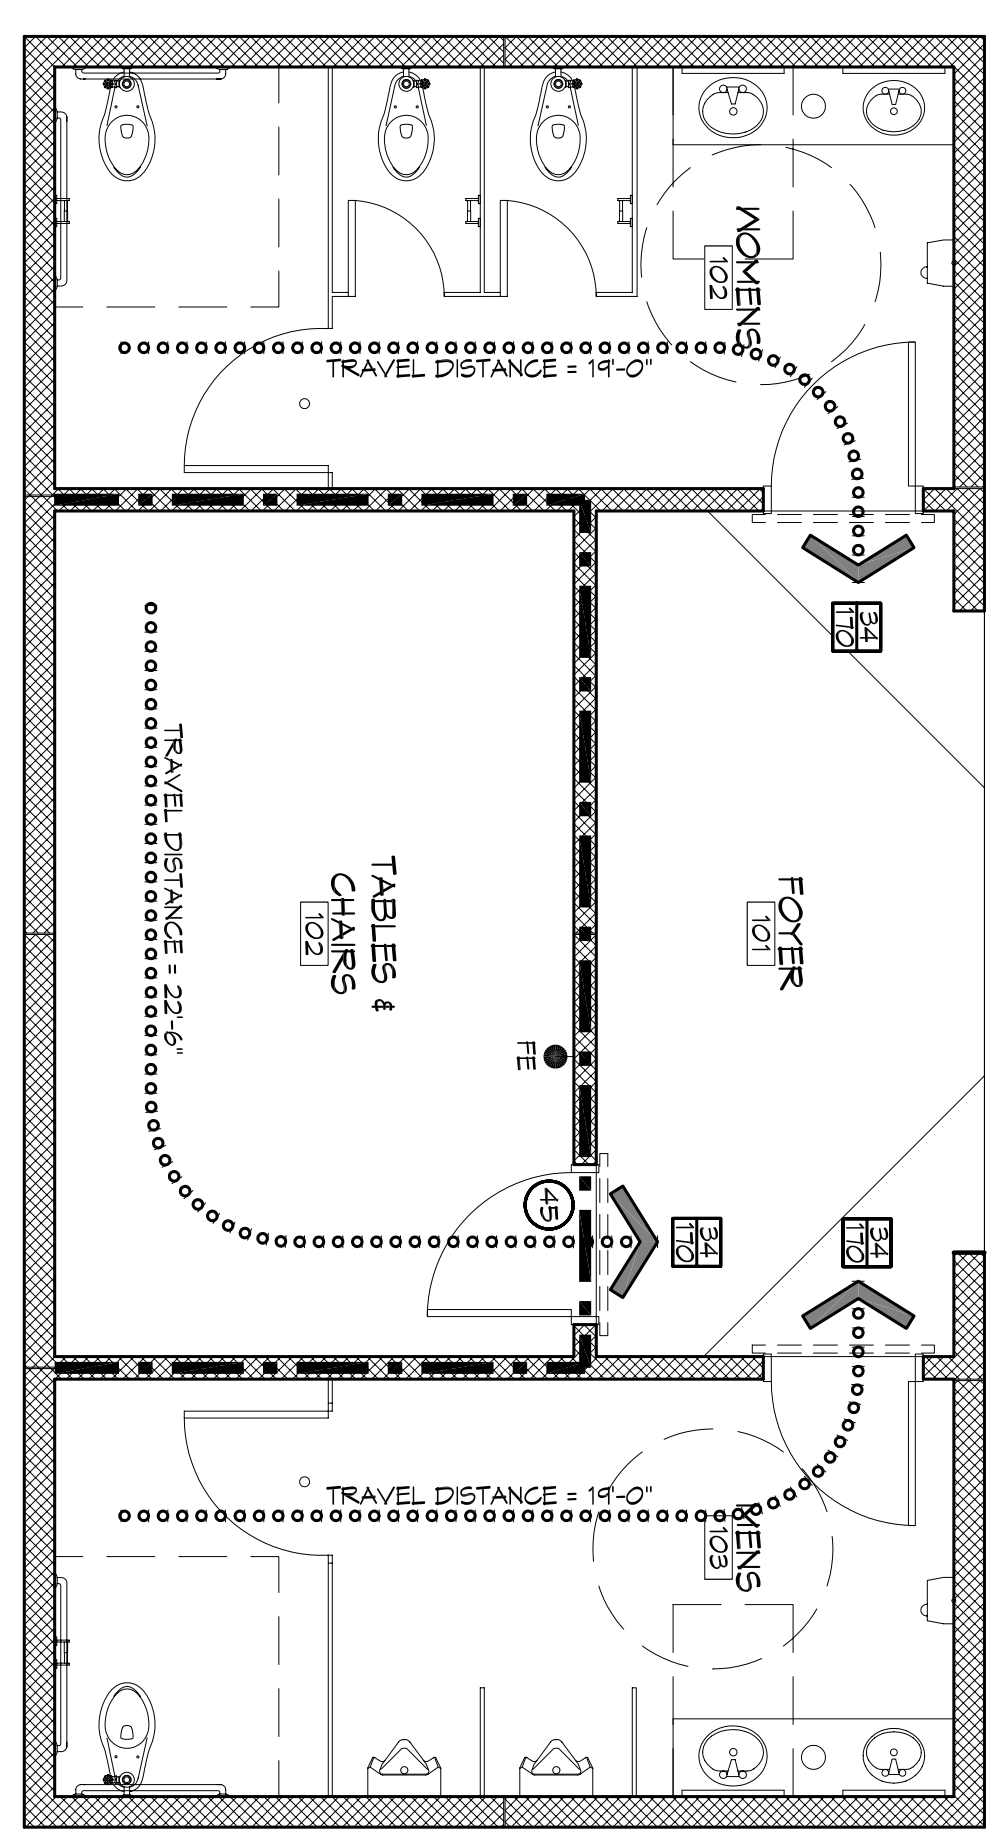 WOMENS
102
TRAVEL DISTANCE = 19'-0"
34
170
TRAVEL DISTANCE = 22'-6"
TABLES &
CHAIRS
102
FOYER
101
FE
45
34
170
34
170
TRAVEL DISTANCE = 19'-0"
MENS
103